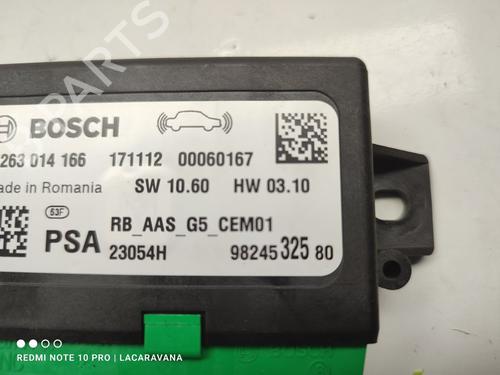 BOSCH
263 014 166 171112 00060167
ade in Romania SW 10.60 HW 03.10
53F
PSA RB_AAS_G5_CEM01
23054H 98245 325 80
BOSCH
REDMI NOTE 10 PRO | LACARAVANA